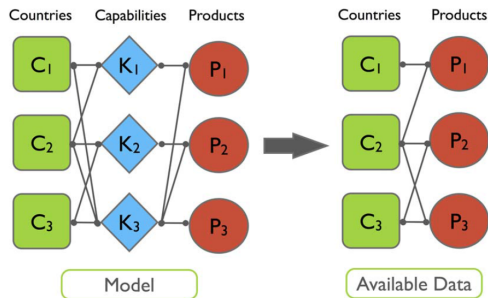 Countries Capabilities Products Countries Products
C1 K1 P1 C1 P1
C2 K2 P2 C2 P2
C3 K3 P3 C3 P3
Model Available Data